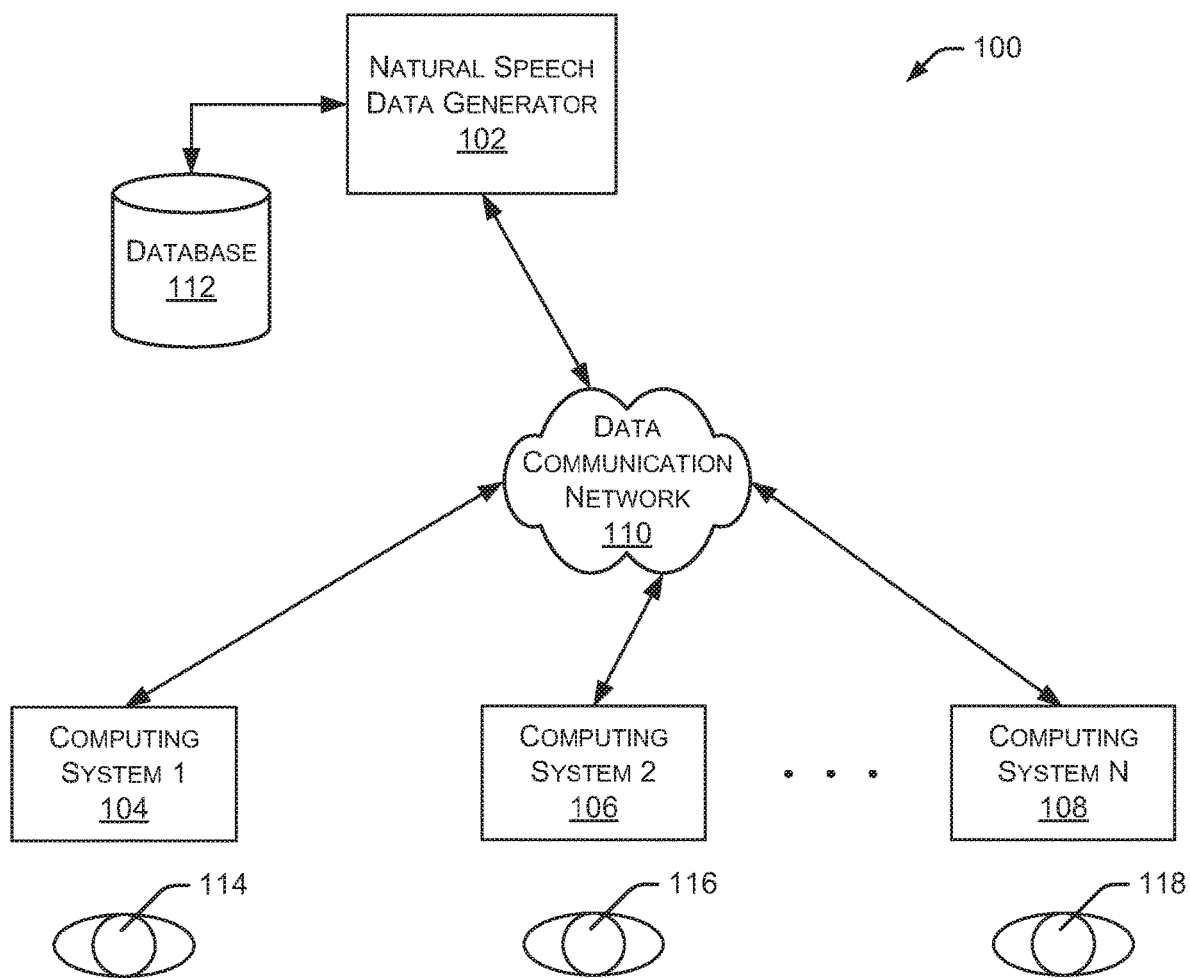 100
NATURAL SPEECH
DATA GENERATOR
102
DATABASE
112
DATA
COMMUNICATION
NETWORK
110
COMPUTING
SYSTEM 1
104
COMPUTING
SYSTEM 2
106
. . .
COMPUTING
SYSTEM N
108
114
116
118